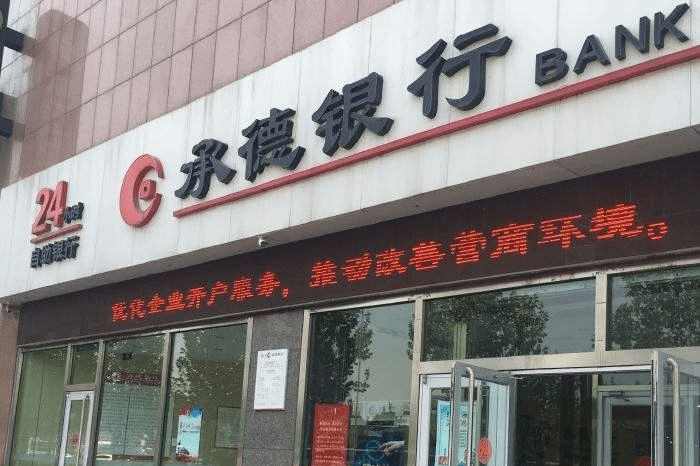 承德银行 BANK
24小时
自助银行
优化企业开户服务，推动改善营商环境。